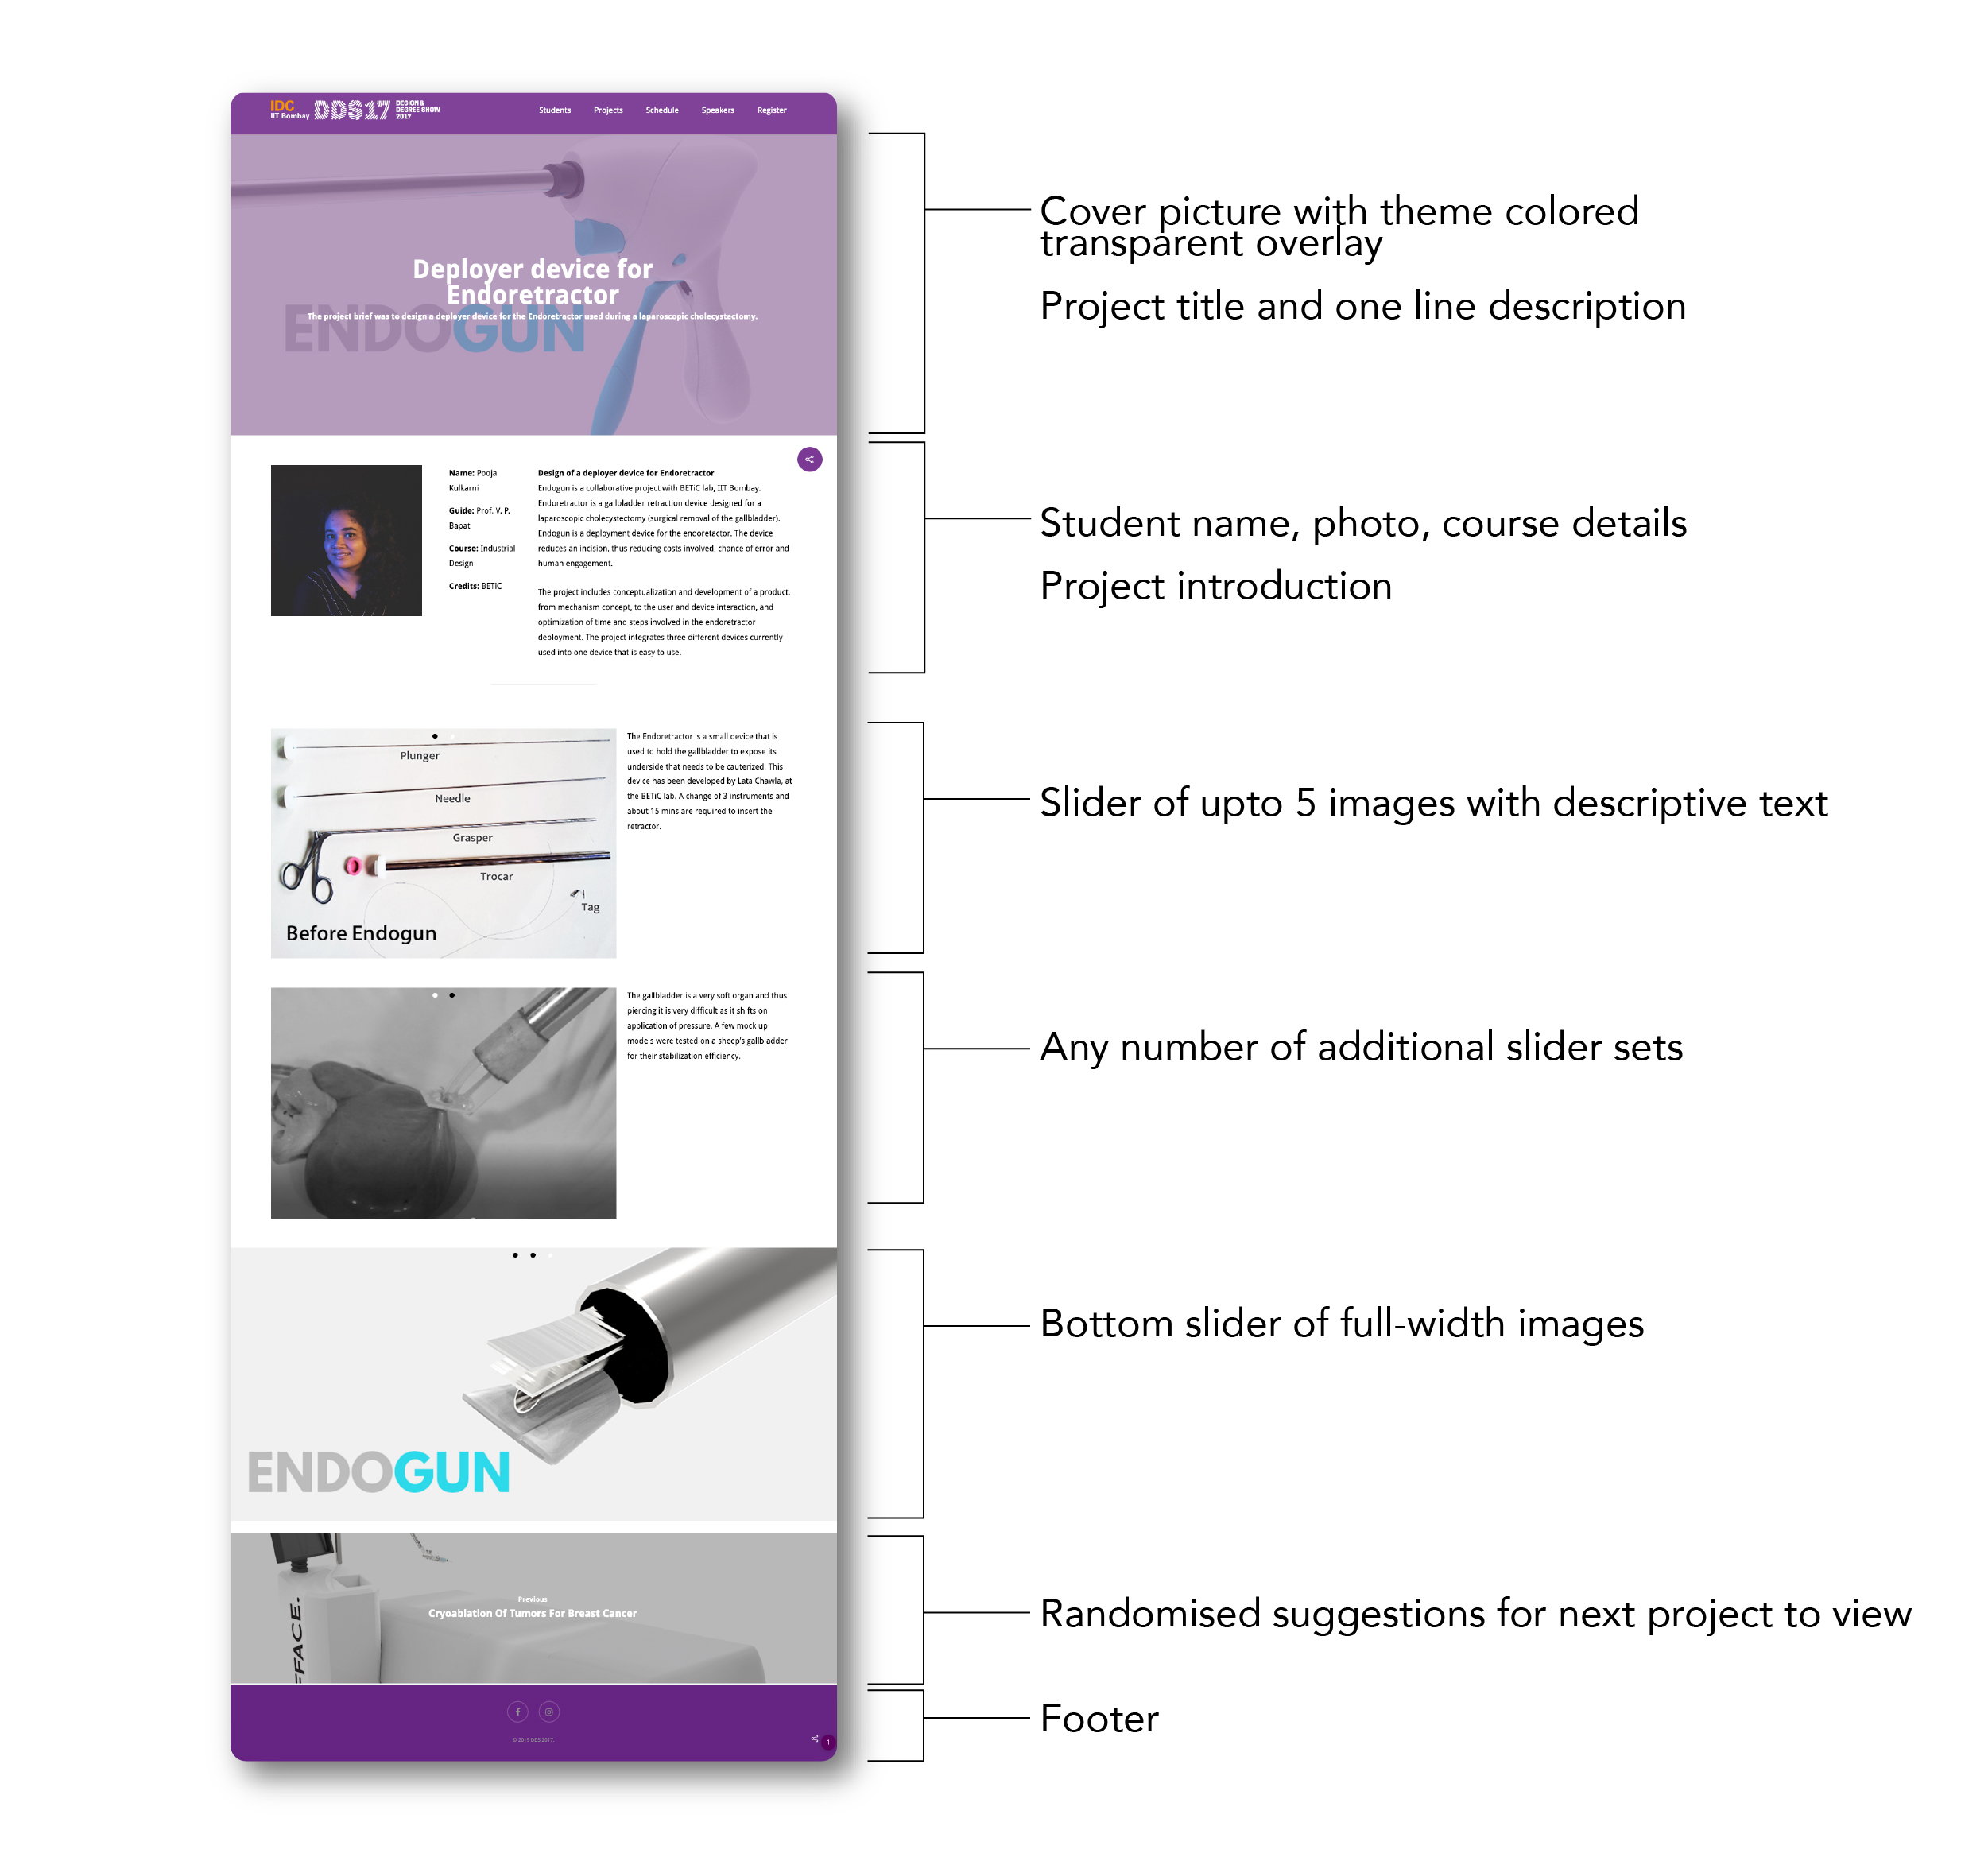 IDC
IIT Bombay
DDS17
DESIGN &
DEGREE SHOW
2017
Students
Projects
Schedule
Speakers
Register
Deployer device for
Endoretractor
The project brief was to design a deployer device for the Endoretractor used during a laparoscopic cholecystectomy.
ENDOGUN
Name: Pooja
Kulkarni
Guide: Prof. V. P.
Bapat
Course: Industrial
Design
Credits: BETiC
Design of a deployer device for Endoretractor
Endogun is a collaborative project with BETiC lab, IIT Bombay.
Endoretractor is a gallbladder retraction device designed for a
laparoscopic cholecystectomy (surgical removal of the gallbladder).
Endogun is a deployment device for the endoretactor. The device
reduces an incision, thus reducing costs involved, chance of error and
human engagement.
The project includes conceptualization and development of a product,
from mechanism concept, to the user and device interaction, and
optimization of time and steps involved in the endoretractor
deployment. The project integrates three different devices currently
used into one device that is easy to use.
Plunger
Needle
Grasper
Trocar
Tag
Before Endogun
The Endoretractor is a small device that is
used to hold the gallbladder to expose its
underside that needs to be cauterized. This
device has been developed by Lata Chawla, at
the BETiC lab. A change of 3 instruments and
about 15 mins are required to insert the
retractor.
The gallbladder is a very soft organ and thus
piercing it is very difficult as it shifts on
application of pressure. A few mock up
models were tested on a sheep's gallbladder
for their stabilization efficiency.
ENDOGUN
FFACE.
Previous
Cryoablation Of Tumors For Breast Cancer
© 2019 DDS 2017.
1
Cover picture with theme colored
transparent overlay
Project title and one line description
Student name, photo, course details
Project introduction
Slider of upto 5 images with descriptive text
Any number of additional slider sets
Bottom slider of full-width images
Randomised suggestions for next project to view
Footer